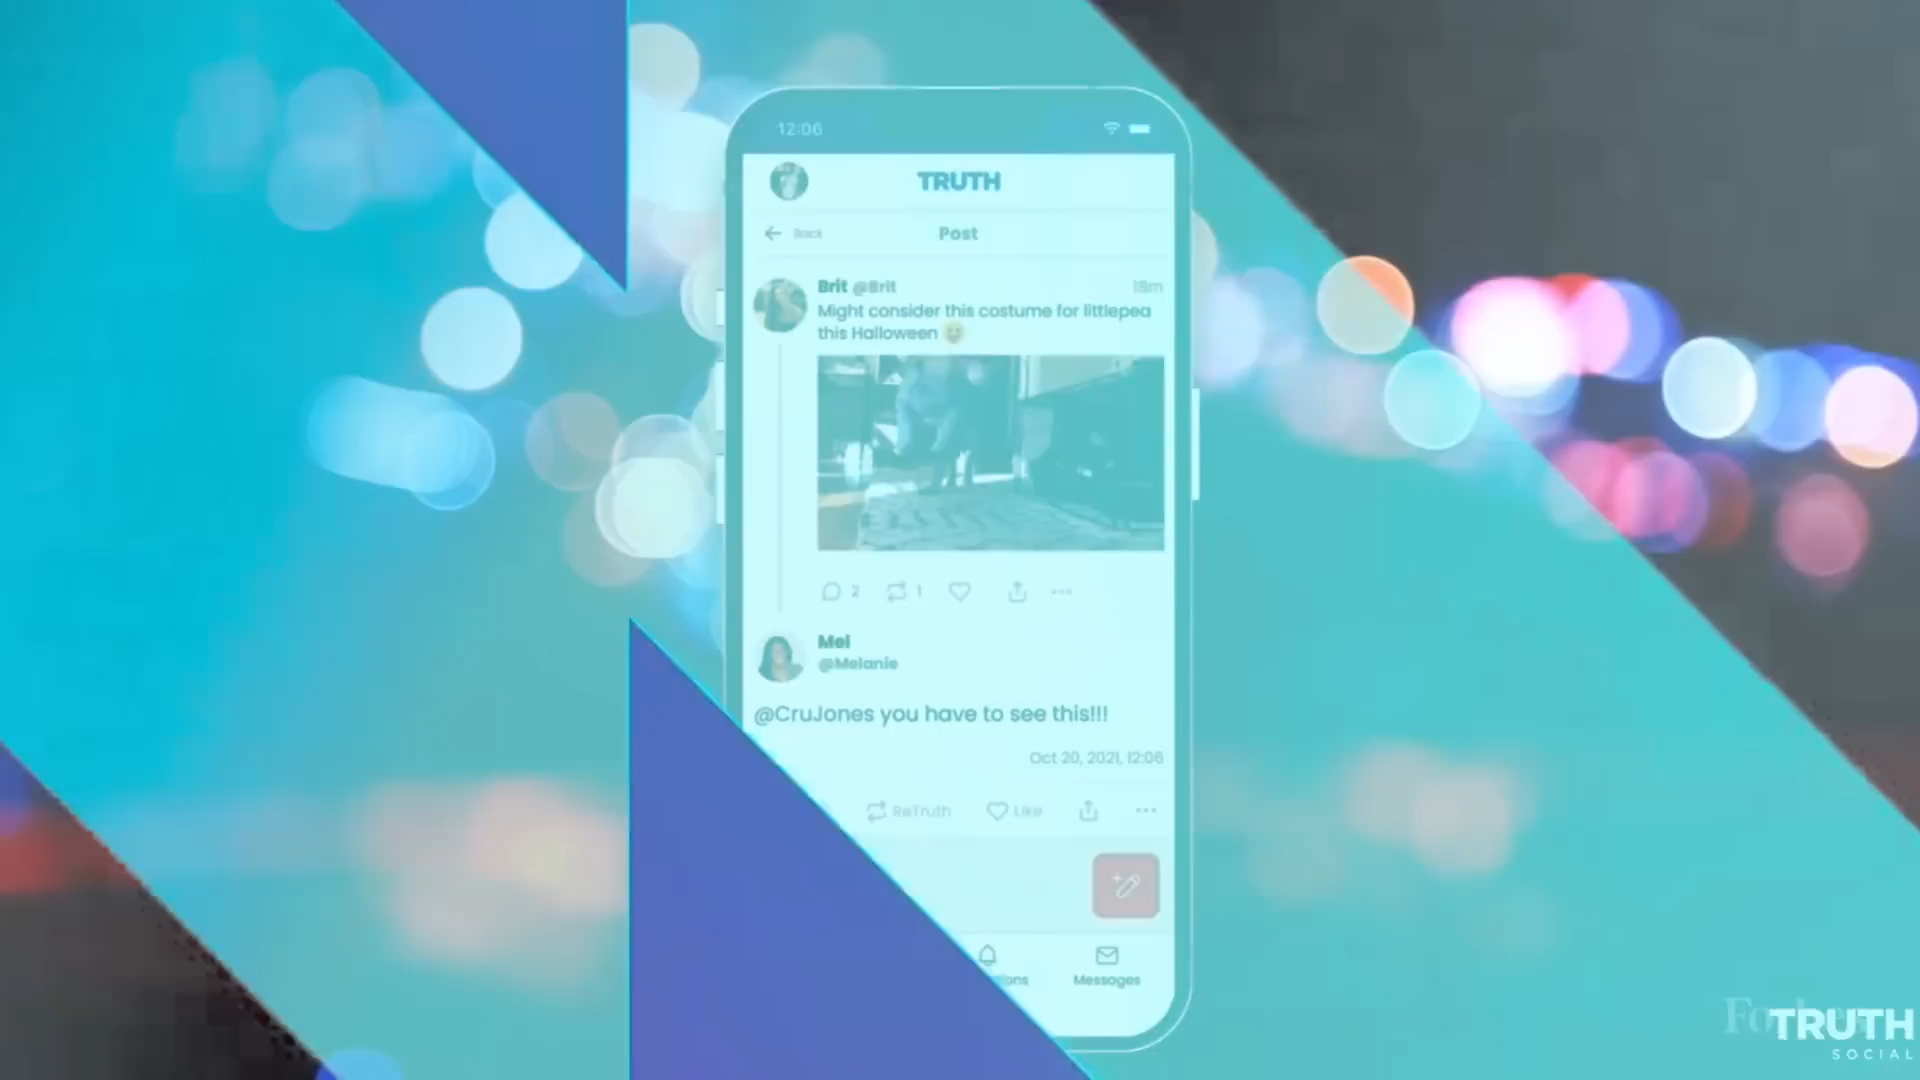 12:06
TRUTH
Back
Post
Brit @Brit
18m
Might consider this costume for littlepea
this Halloween
2
1
Mel
@Melanie
@CruJones you have to see this!!!
Oct 20, 2021, 12:06
ReTruth
Like
Messages
TRUTH
SOCIAL